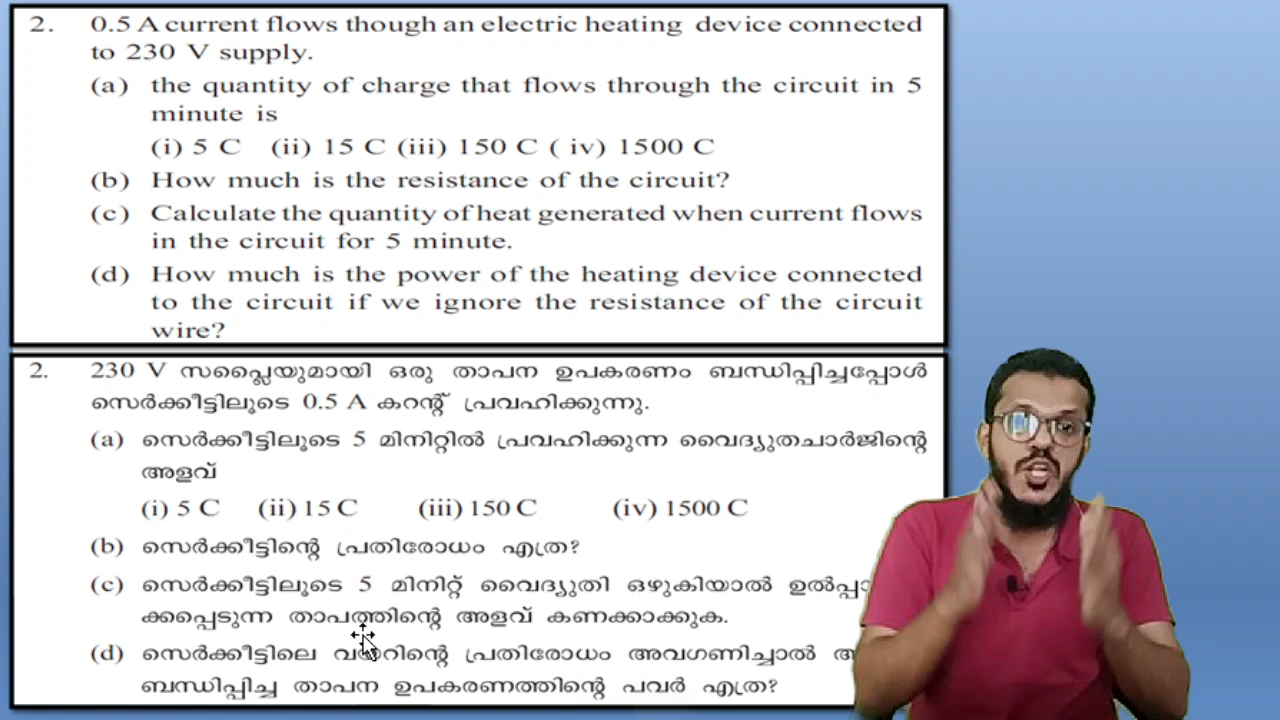 2. 0.5 A current flows though an electric heating device connected
to 230 V supply.
(a) the quantity of charge that flows through the circuit in 5
minute is
(i) 5 C (ii) 15 C (iii) 150 C ( iv) 1500 C
(b) How much is the resistance of the circuit?
(c) Calculate the quantity of heat generated when current flows
in the circuit for 5 minute.
(d) How much is the power of the heating device connected
to the circuit if we ignore the resistance of the circuit
wire?
2. 230 V സപ്ലൈയുമായി ഒരു താപന ഉപകരണം ബന്ധിപ്പിച്ചപ്പോൾ
സെർക്കീട്ടിലൂടെ 0.5 A കറന്റ് പ്രവഹിക്കുന്നു.
(a) സെർക്കീട്ടിലൂടെ 5 മിനിറ്റിൽ പ്രവഹിക്കുന്ന വൈദ്യുതചാർജിന്റെ
അളവ്
(i) 5 C (ii) 15 C (iii) 150 C (iv) 1500 C
(b) സെർക്കീട്ടിന്റെ പ്രതിരോധം എത്ര?
(c) സെർക്കീട്ടിലൂടെ 5 മിനിറ്റ് വൈദ്യുതി ഒഴുകിയാൽ
ക്കപ്പെടുന്ന താപത്തിന്റെ അളവ് കണക്കാക്കുക.
(d) സെർക്കീട്ടിലെ വയറിന്റെ പ്രതിരോധം അവഗണിച്ചാൽ
ബന്ധിപ്പിച്ച താപന ഉപകരണത്തിന്റെ പവർ എത്ര?